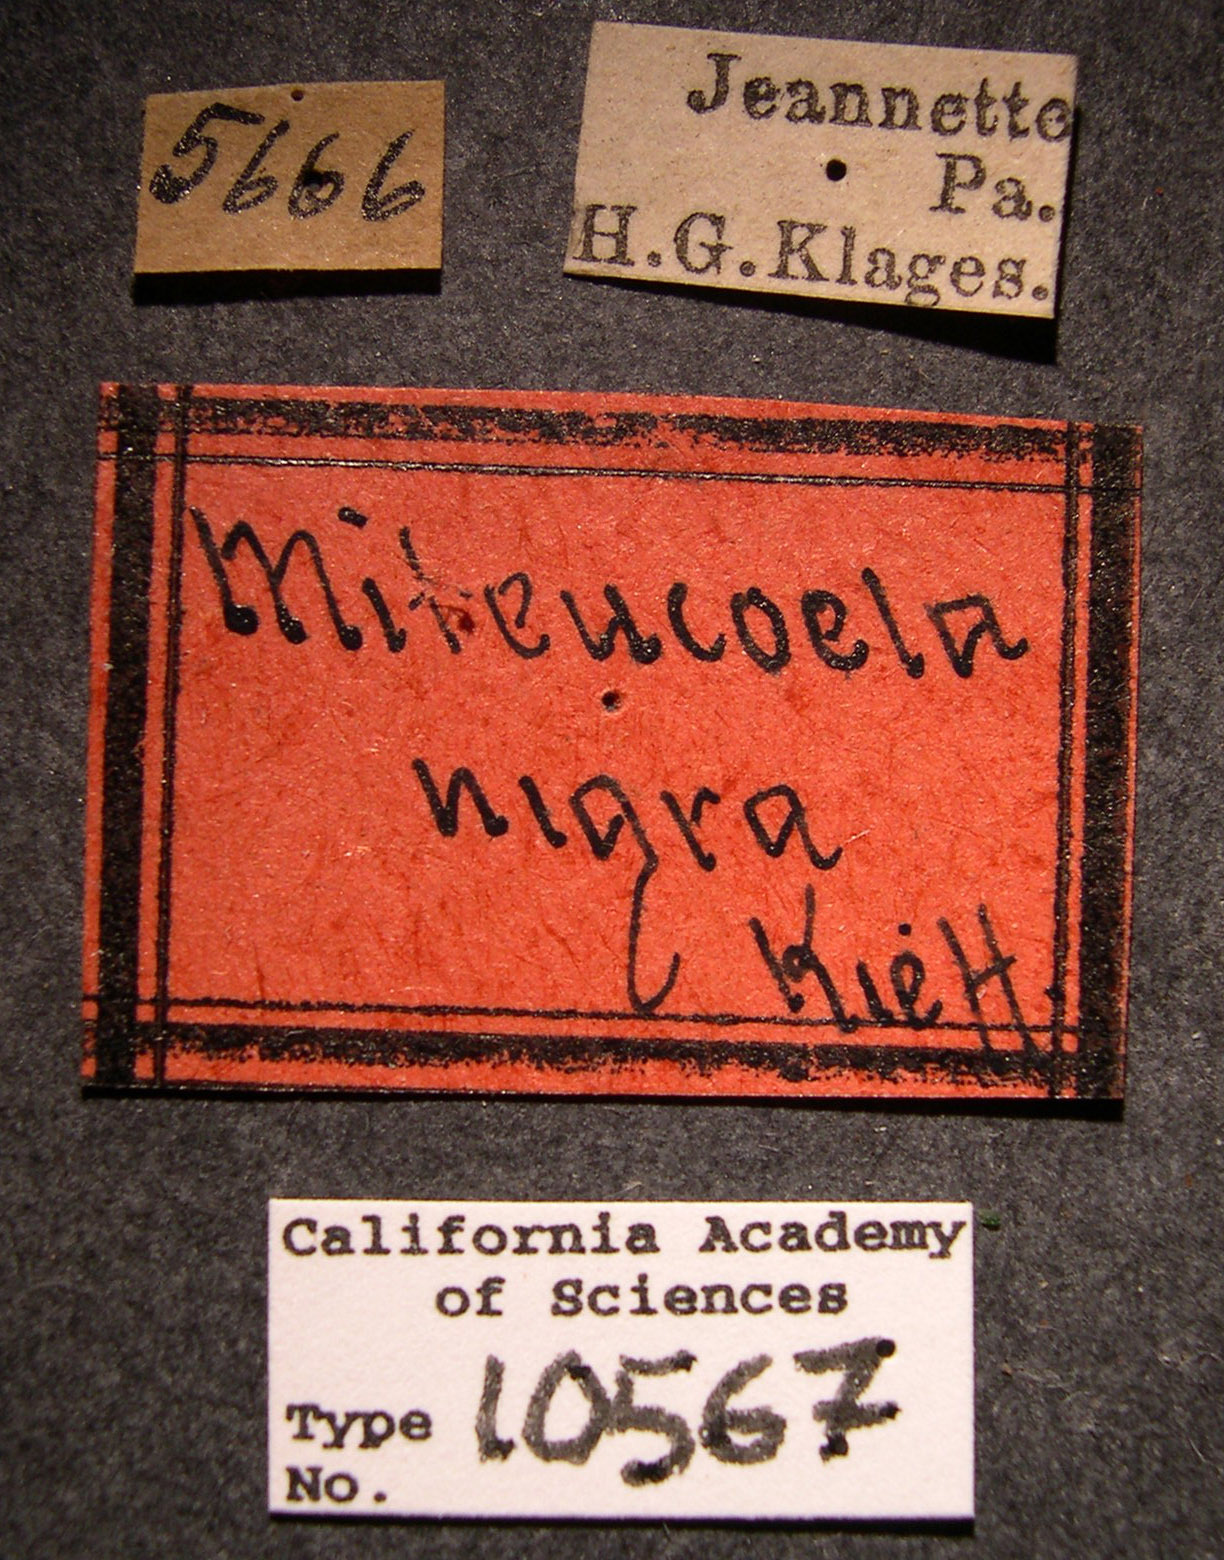 5666
Jeannette
Pa.
H.G.Klages.
Miteucoela
nigra
Kieff.
California Academy
of Sciences
Type
No. 10567